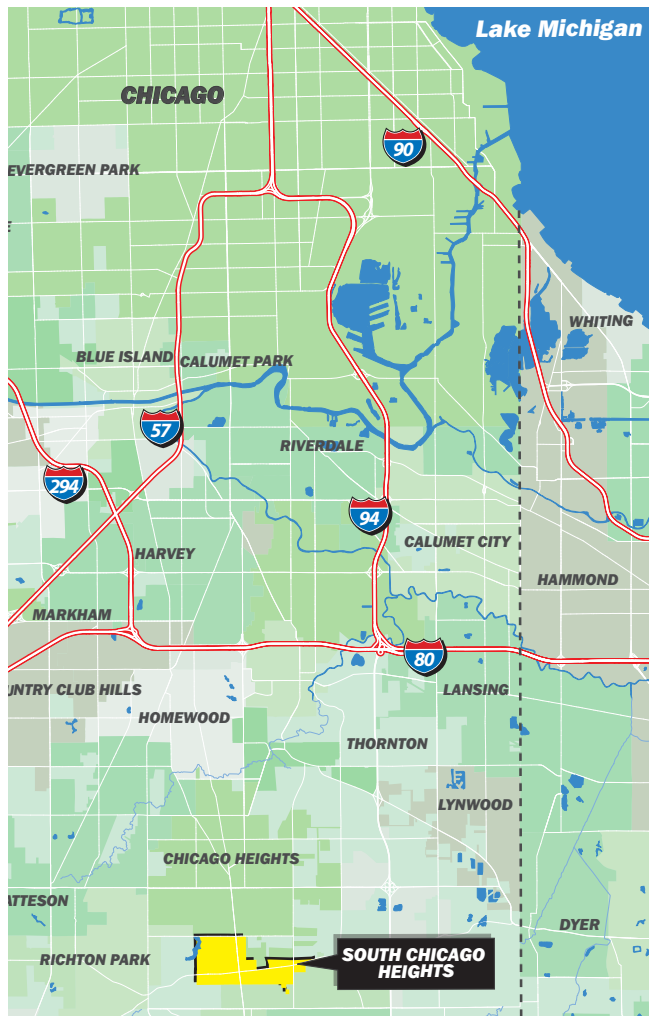 Lake Michigan
CHICAGO
90
EVERGREEN PARK
E
WHITING
BLUE ISLAND
CALUMET PARK
57
RIVERDALE
294
94
CALUMET CITY
HARVEY
HAMMOND
MARKHAM
80
UNTRY CLUB HILLS
LANSING
HOMEWOOD
THORNTON
LYNWOOD
CHICAGO HEIGHTS
ATTESON
DYER
RICHTON PARK
SOUTH CHICAGO
HEIGHTS